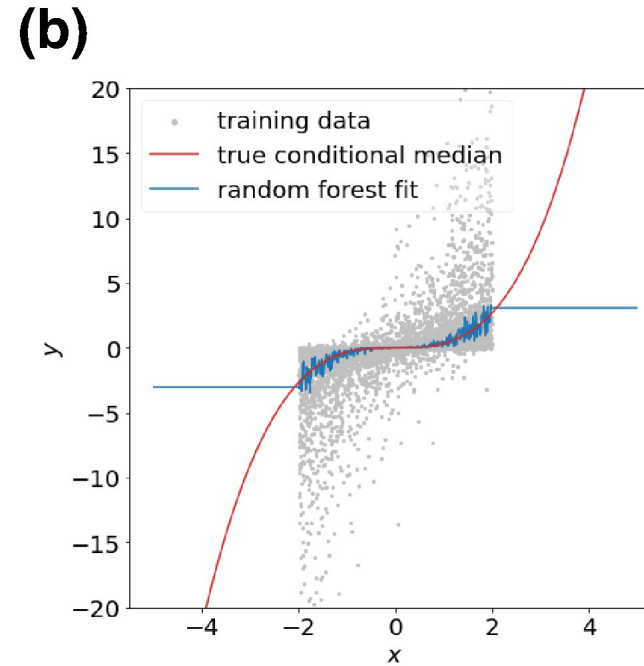 (b)
training data
true conditional median
random forest fit
20
15
10
5
0
−5
−10
−15
−20
y
−4
−2
0
2
4
x